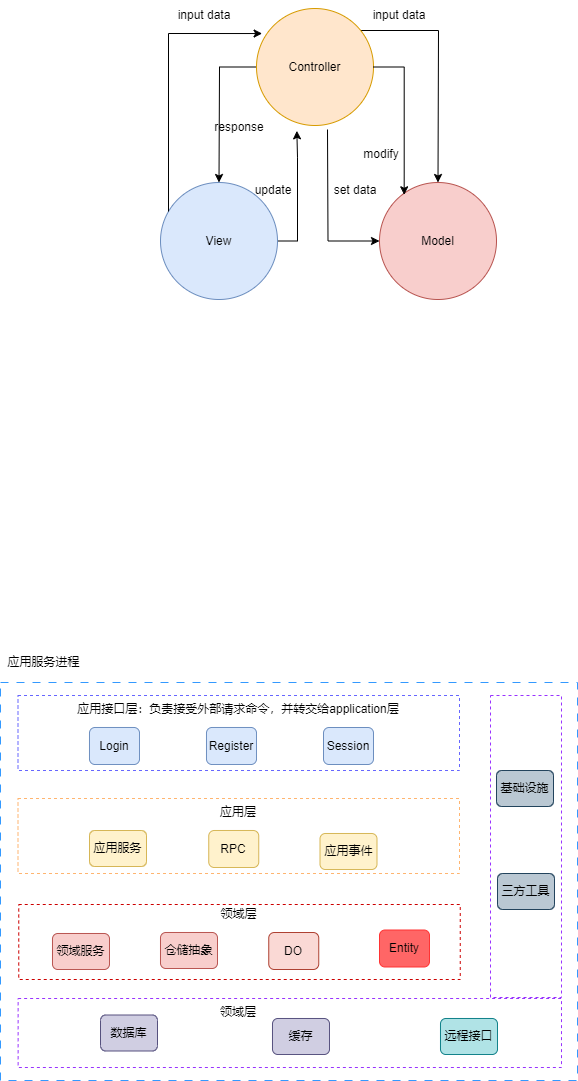 input data
input data
Controller
response
modify
update
set data
View
Model
应用服务进程
应用接口层：负责接受外部请求命令，并转交给application层
Login
Register
Session
基础设施
应用层
应用服务
RPC
应用事件
三方工具
领域层
领域服务
仓储抽象
DO
Entity
领域层
数据库
缓存
远程接口